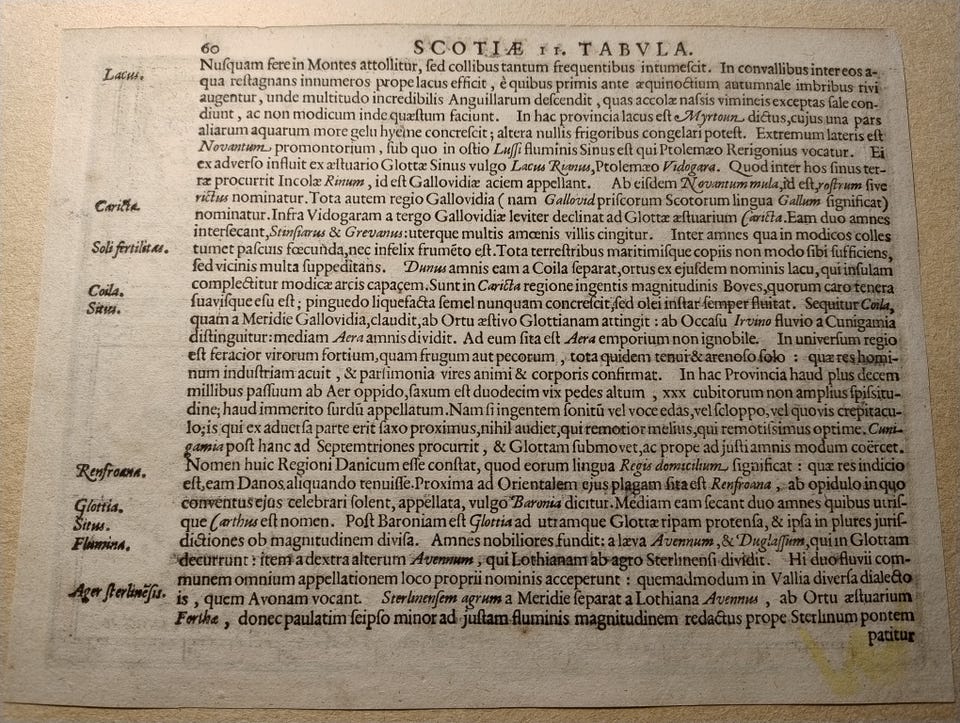 60
SCOTIÆ II. TABVLA.
Lacus.
Nusquam fere in Montes attollitur, sed collibus tantum frequentibus intumescit. In convallibus inter eos a-
qua restagnans innumeros prope lacus efficit, è quibus primis ante æquinoctium autumnale imbribus rivi
augentur, unde multitudo incredibilis Anguillarum descendit, quas accolæ nassis vimineis exceptas sale con-
diunt, ac non modicum inde quæstum faciunt. In hac provincia lacus est Myrtoun dictus, cujus una pars
aliarum aquarum more gelu hyeme concrescit; altera nullis frigoribus congelari potest. Extremum lateris est
Novantum promontorium, sub quo in ostio Lussi fluminis Sinus est qui Ptolemæo Rerigonius vocatur. Ei
ex adverso influit ex æstuario Glottæ Sinus vulgo Lacus Rianus, Ptolemæo Vidogara. Quod inter hos sinus ter-
ræ procurrit Incolæ Rinum, id est Gallovidiæ aciem appellant. Ab eisdem Novantum mula, id est, rostrum sive
rictus nominatur. Tota autem regio Gallovidia (nam Gallovid priscorum Scotorum lingua Gallum significat)
Caricta.
nominatur. Infra Vidogaram a tergo Gallovidiæ leviter declinat ad Glottæ æstuarium Caricta. Eam duo amnes
intersecant, Stinsiarus & Grevanus: uterque multis amœnis villis cingitur. Inter amnes qua in modicos colles
Soli fertilitas.
tumet pascuis fœcunda, nec infelix frumẽto est. Tota terrestribus maritimisque copiis non modo sibi sufficiens,
sed vicinis multa suppeditans. Dunus amnis eam a Coila separat, ortus ex ejusdem nominis lacu, qui insulam
complectitur modicæ arcis capacem. Sunt in Caricta regione ingentis magnitudinis Boves, quorum caro tenera
Coila.
Situs.
suavisque esu est; pinguedo liquefacta semel nunquam concrescit, sed olei instar semper fluitat. Sequitur Coila,
quam a Meridie Gallovidia, claudit, ab Ortu æstivo Glottianam attingit: ab Occasu Irvino fluvio a Cunigamia
distinguitur: mediam Aera amnis dividit. Ad eum sita est Aera emporium non ignobile. In universum regio
est feracior virorum fortium, quam frugum aut pecorum, tota quidem tenui & arenoso solo: quæ res homi-
num industriam acuit, & parsimonia vires animi & corporis confirmat. In hac Provincia haud plus decem
millibus passuum ab Aer oppido, saxum est duodecim vix pedes altum, xxx cubitorum non amplius spissitu-
dine; haud immerito surdũ appellatum. Nam si ingentem sonitũ vel voce edas, vel scloppo, vel quovis crepitacu-
lo; is qui ex aduersa parte erit saxo proximus, nihil audiet, qui remotior melius, qui remotissimus optime. Cuni-
gamia post hanc ad Septemtriones procurrit, & Glottam submovet, ac prope ad justi amnis modum coërcet.
Renfroana.
Nomen huic Regioni Danicum esse constat, quod eorum lingua Regis domicilium significat: quæ res indicio
est, eam Danos aliquando tenuisse. Proxima ad Orientalem ejus plagam sita est Renfroana, ab opidulo in quo
Glottia.
Situs.
Flumina.
conventus ejus celebrari solent, appellata, vulgo Baronia dicitur. Mediam eam secant duo amnes quibus utris-
que Carthus est nomen. Post Baroniam est Glottia ad utramque Glottæ ripam protensa, & ipsa in plures juris-
dictiones ob magnitudinem divisa. Amnes nobiliores fundit: a læva Avennum, & Duglassum, qui in Glottam
decurrunt: item a dextra alterum Avennum, qui Lothianam ab agro Sterlinensi dividit. Hi duo fluvii com-
munem omnium appellationem loco proprii nominis acceperunt: quemadmodum in Vallia diversa dialecto
Ager sterlinẽsis.
is, quem Avonam vocant. Sterlinensem agrum a Meridie separat a Lothiana Avennus, ab Ortu æstuarium
Forthæ, donec paulatim seipso minor ad justam fluminis magnitudinem redactus prope Sterlinum pontem
patitur